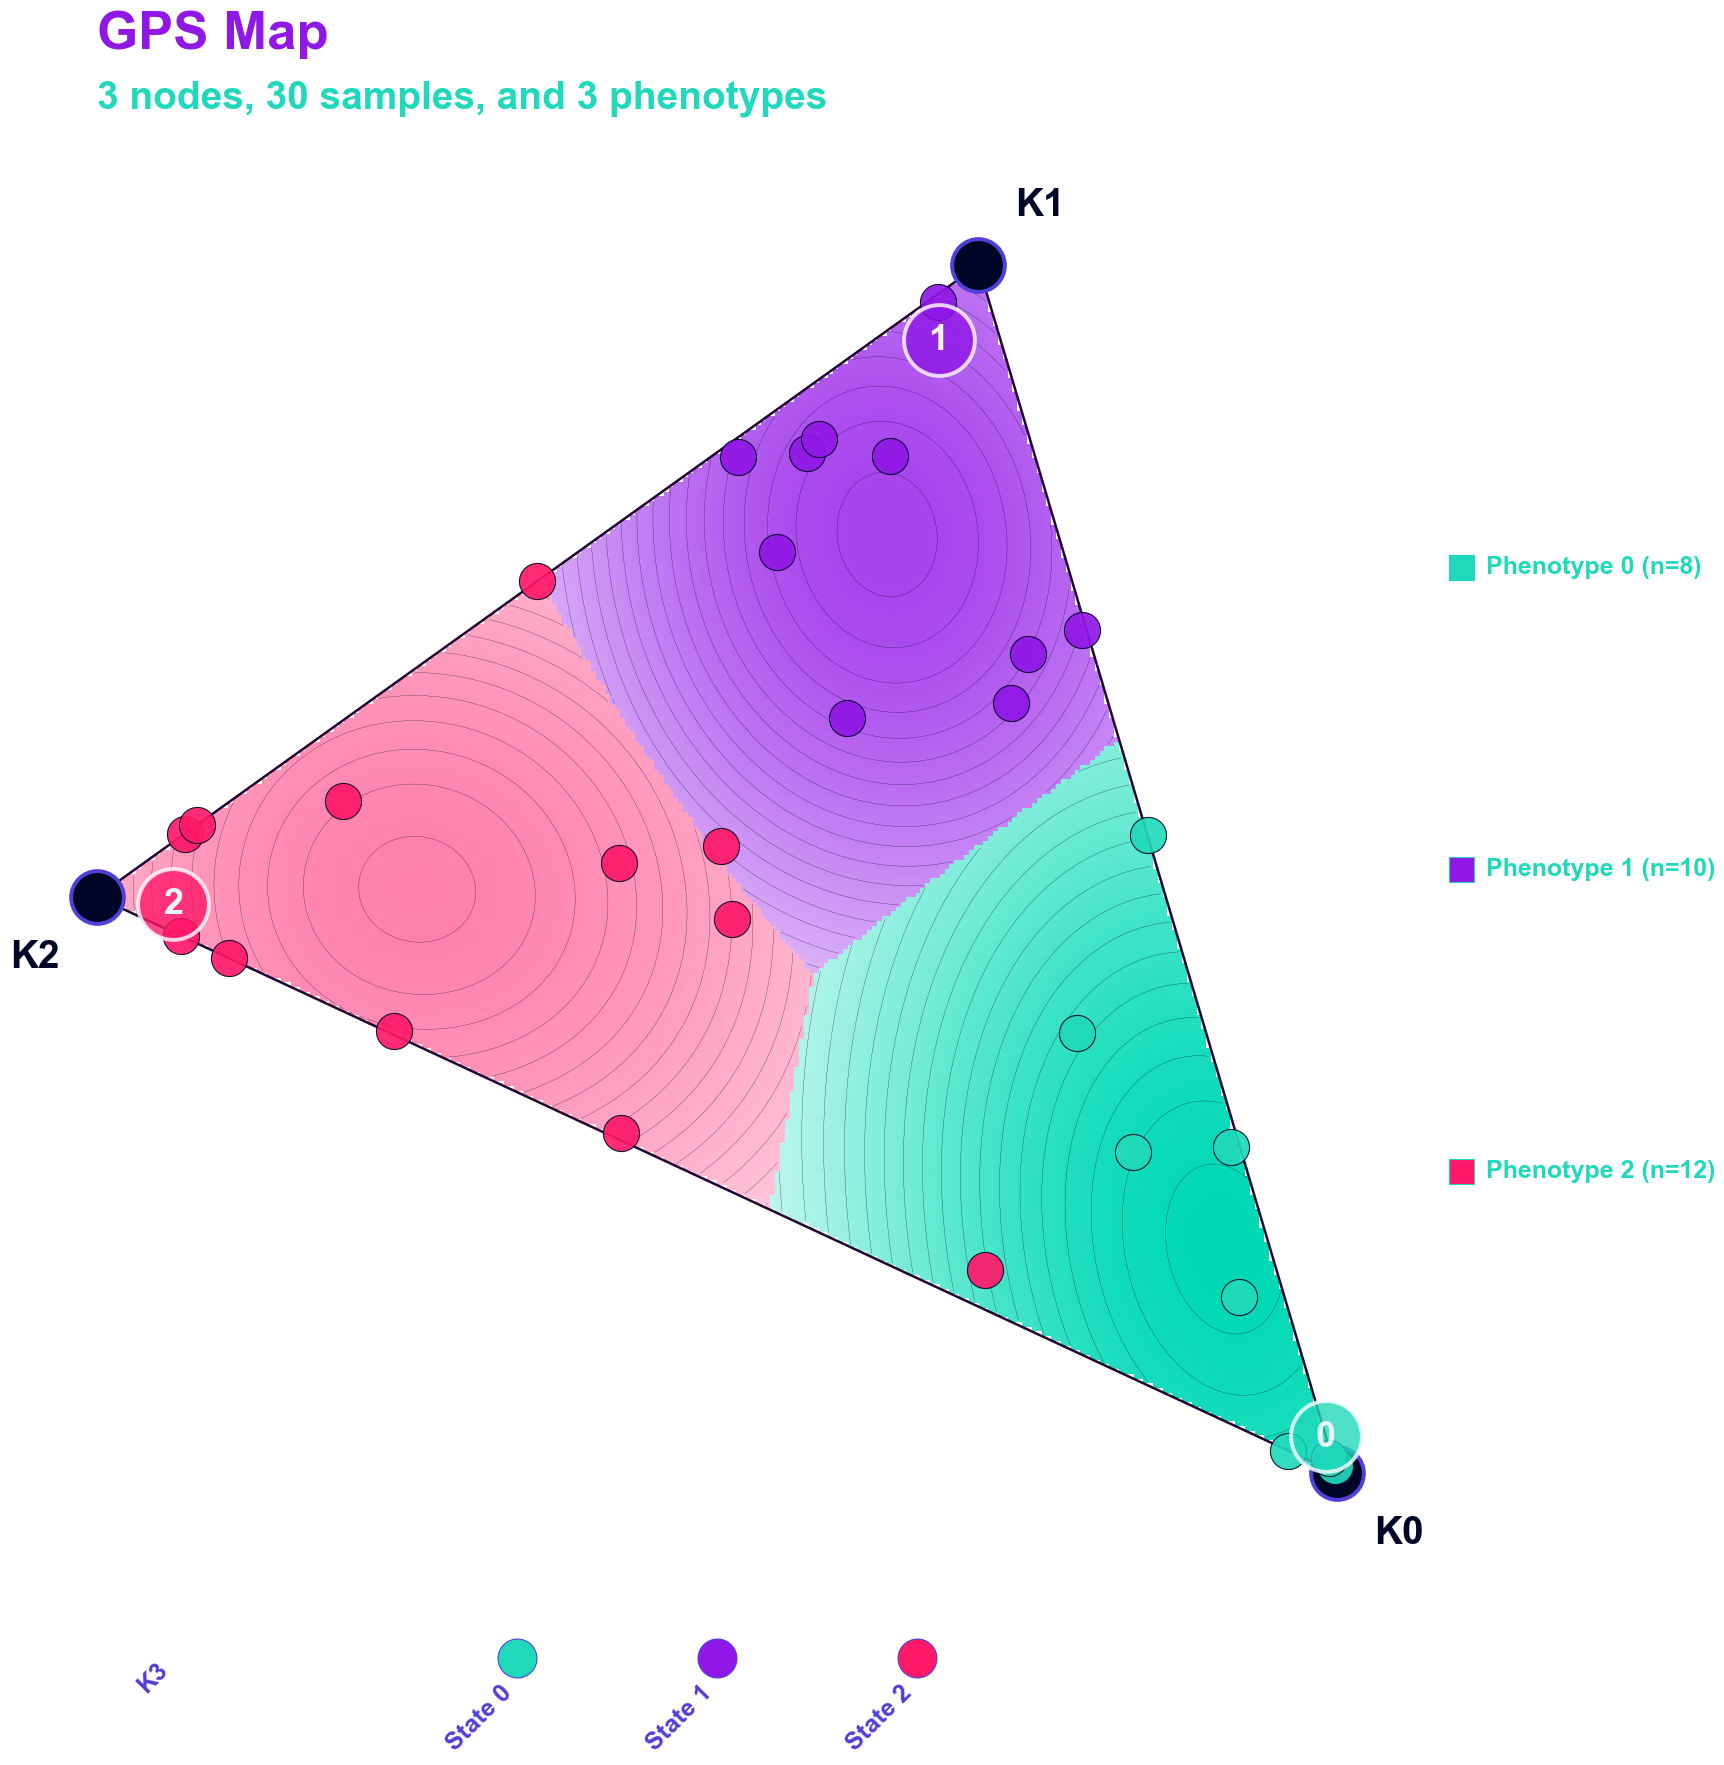 GPS Map
3 nodes, 30 samples, and 3 phenotypes
K1
1
Phenotype 0 (n=8)
Phenotype 1 (n=10)
2
K2
Phenotype 2 (n=12)
0
K0
K3
State 0
State 1
State 2